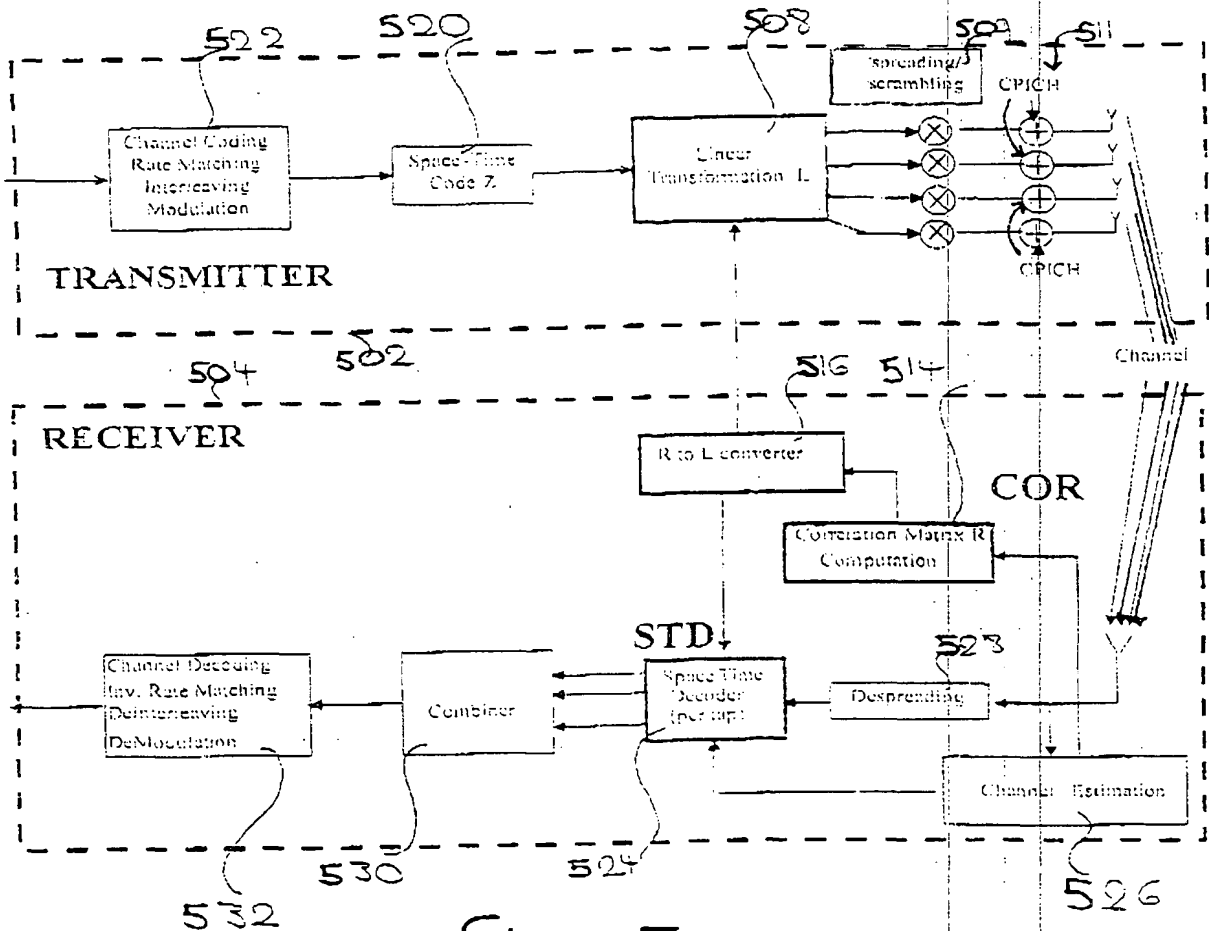 522
520
508
509
511
spreading/
scrambling
CPICH
Channel Coding
Rate Matching
Interleaving
Modulation
Space-Time
Code Z
Linear
Transformation L
CPICH
TRANSMITTER
502
Channel
504
516
514
RECEIVER
R to L converter
COR
Correlation Matrix R
Computation
STD
523
Channel Decoding
Inv. Rate Matching
Deinterleaving
DeModulation
Combiner
Space Time
Decoder
(per tap)
Despreading
Channel Estimation
530
524
526
532